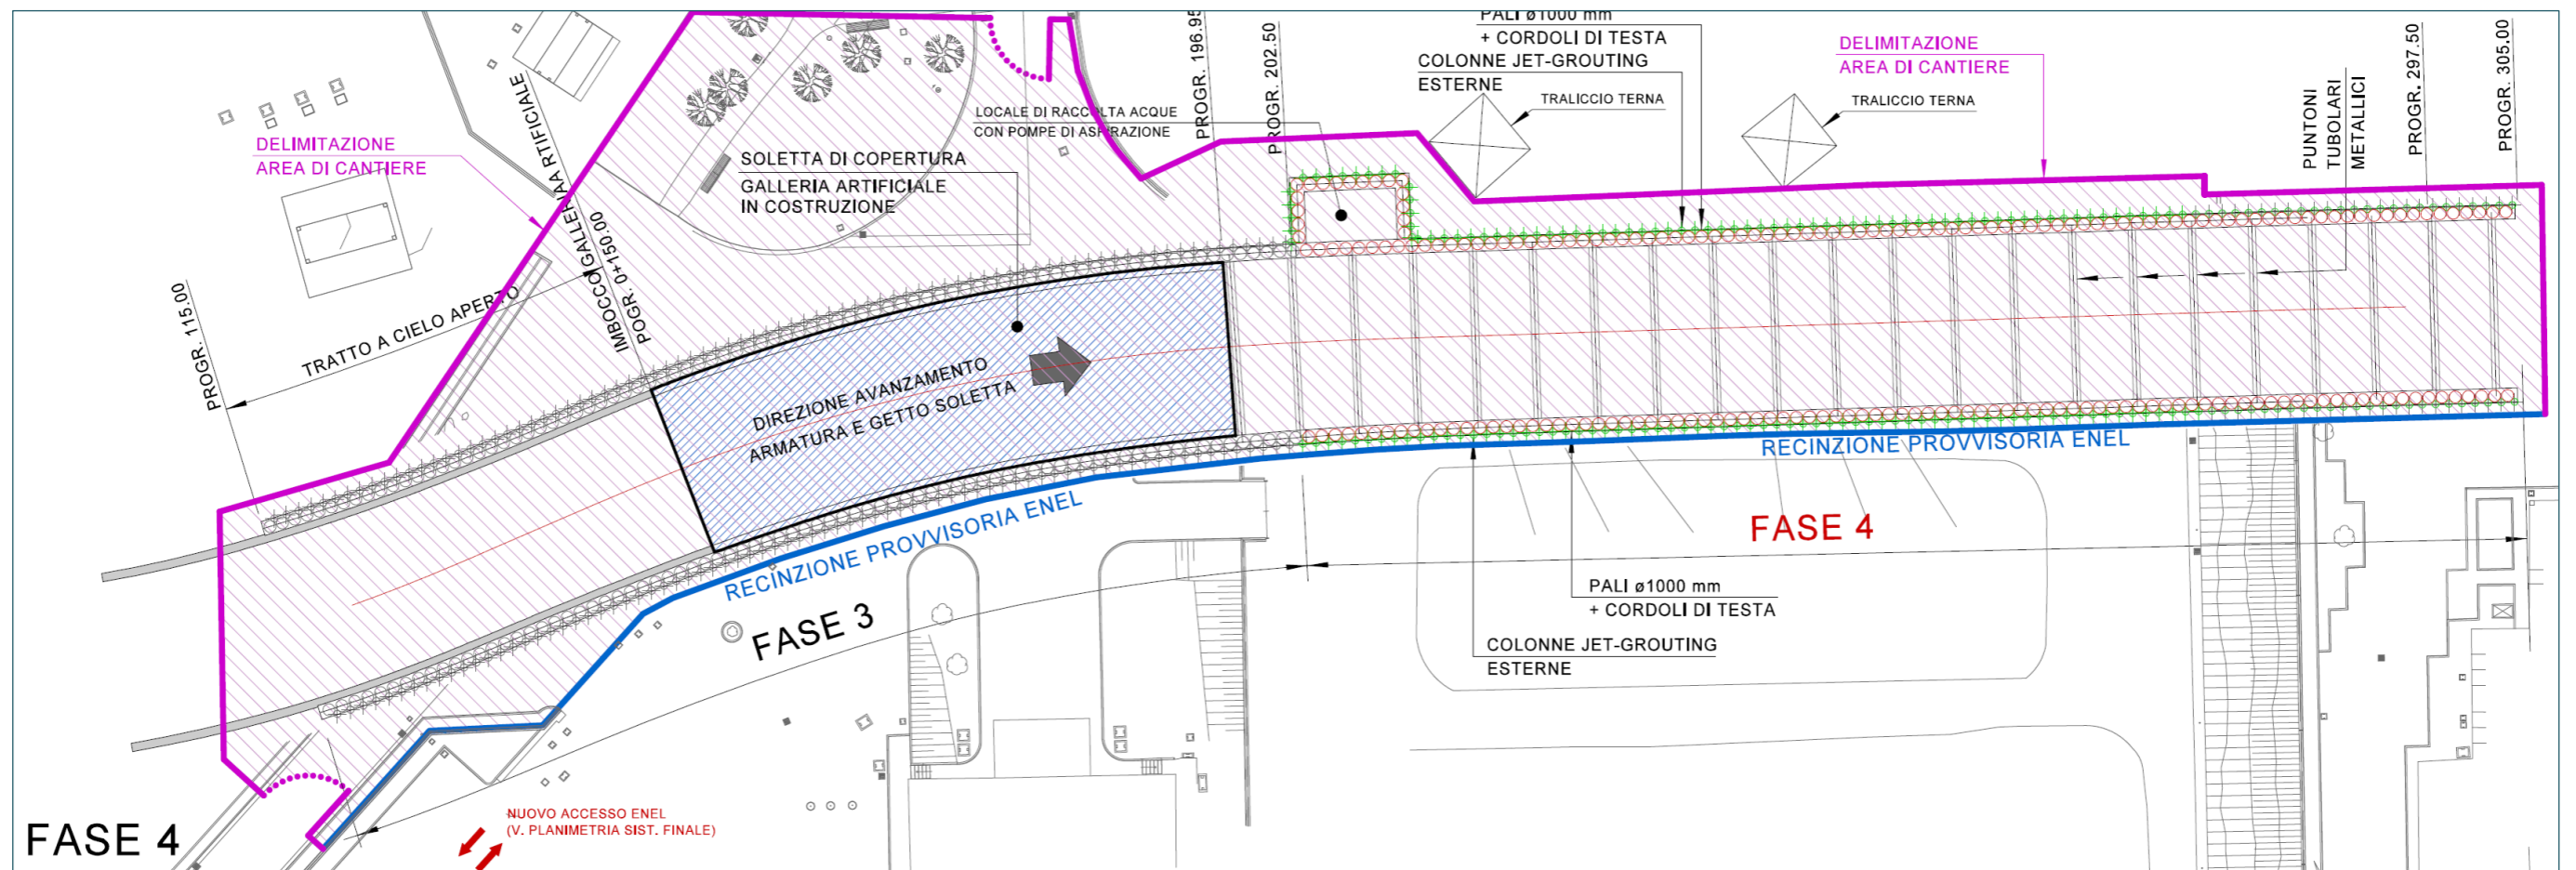 PALI ø1000 mm
+ CORDOLI DI TESTA
COLONNE JET-GROUTING
ESTERNE
PROGR. 196.95
PROGR. 202.50
DELIMITAZIONE
AREA DI CANTIERE
PROGR. 297.50
PROGR. 305.00
PUNTONI
TUBOLARI
METALLICI
TRALICCIO TERNA
TRALICCIO TERNA
LOCALE DI RACCOLTA ACQUE
CON POMPE DI ASPIRAZIONE
DELIMITAZIONE
AREA DI CANTIERE
SOLETTA DI COPERTURA
GALLERIA ARTIFICIALE
IN COSTRUZIONE
IMBOCCO GALLERIAAA RTIFICIALE
POGR. 0+150.00
PROGR. 115.00
TRATTO A CIELO APERTO
DIREZIONE AVANZAMENTO
ARMATURA E GETTO SOLETTA
RECINZIONE PROVVISORIA ENEL
RECINZIONE PROVVISORIA ENEL
FASE 3
FASE 4
PALI ø1000 mm
+ CORDOLI DI TESTA
COLONNE JET-GROUTING
ESTERNE
NUOVO ACCESSO ENEL
(V. PLANIMETRIA SIST. FINALE)
FASE 4